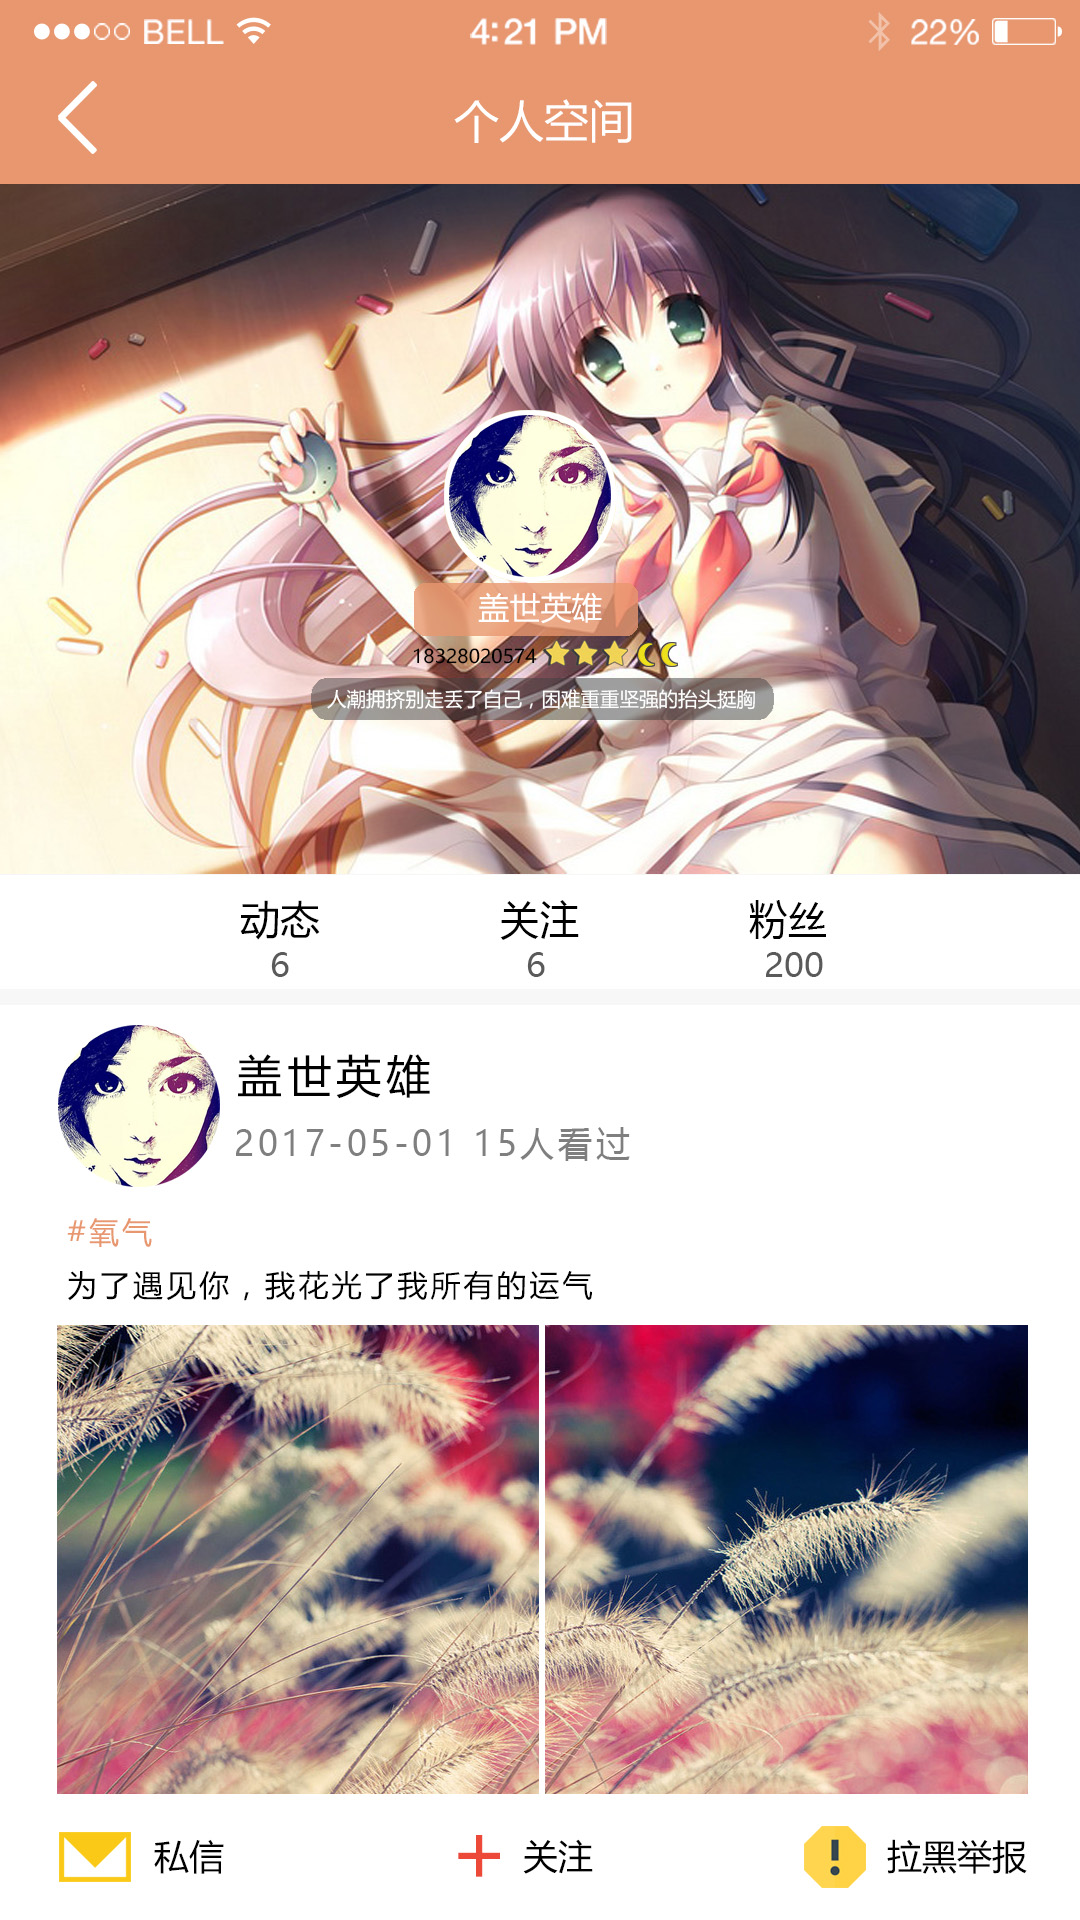 BELL 4:21 PM 22%
个人空间
盖世英雄
18328020574
人潮拥挤别走丢了自己，困难重重坚强的抬头挺胸
动态 关注 粉丝
6 6 200
盖世英雄
2017-05-01 15人看过
#氧气
为了遇见你，我花光了我所有的运气
私信 关注 拉黑举报